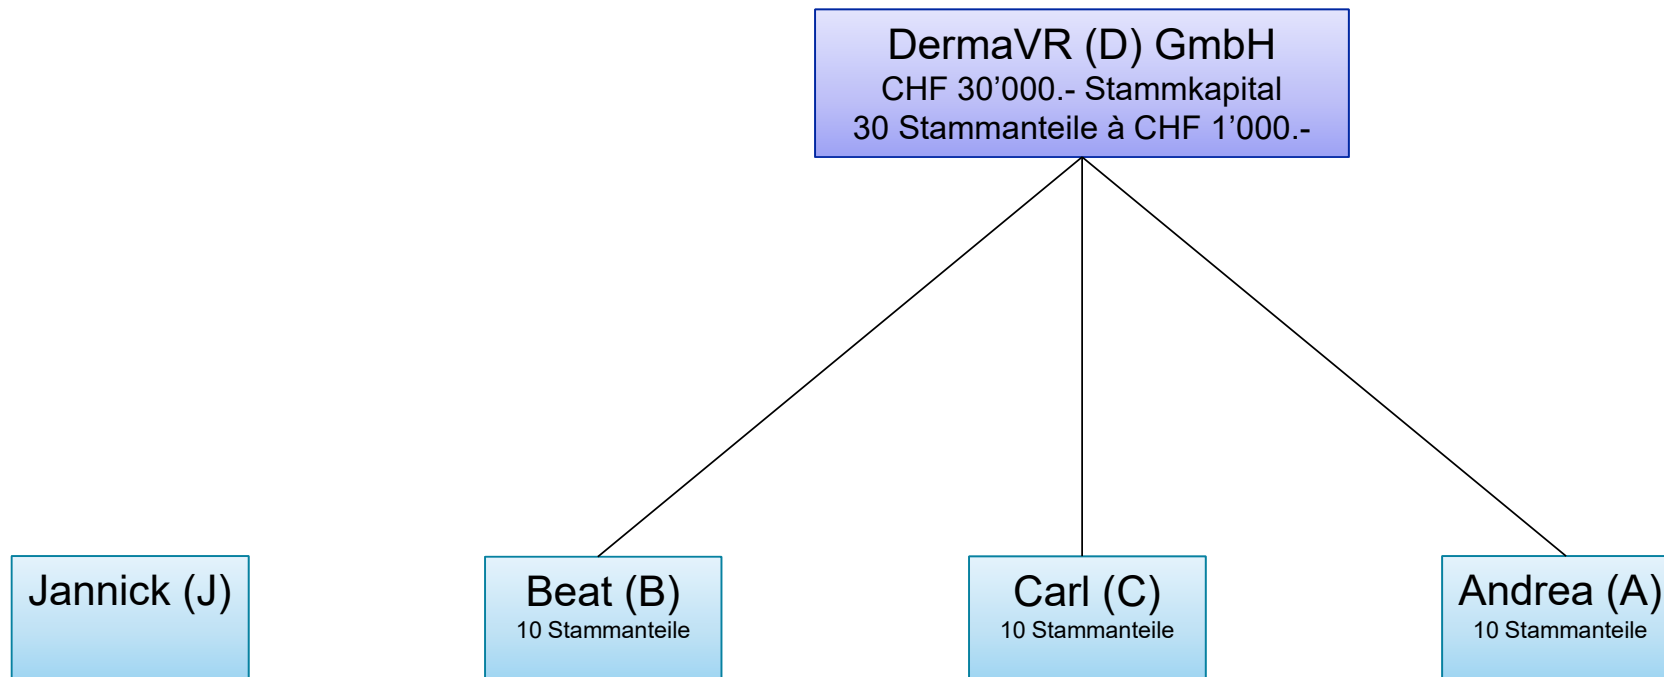 DermaVR (D) GmbH
CHF 30’000.- Stammkapital
30 Stammanteile à CHF 1’000.-
Jannick (J)
Beat (B)
10 Stammanteile
Carl (C)
10 Stammanteile
Andrea (A)
10 Stammanteile